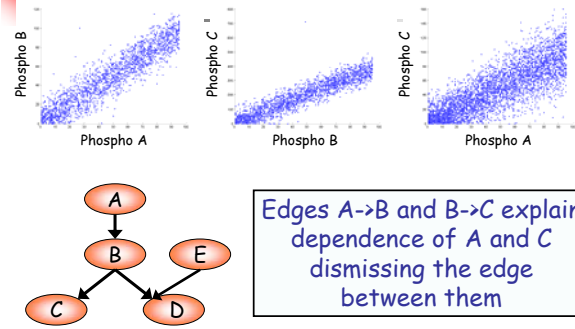 Phospho B
Phospho A
Phospho C
Phospho B
Phospho C
Phospho A
A
B
E
C
D
Edges A->B and B->C explain
dependence of A and C
dismissing the edge
between them